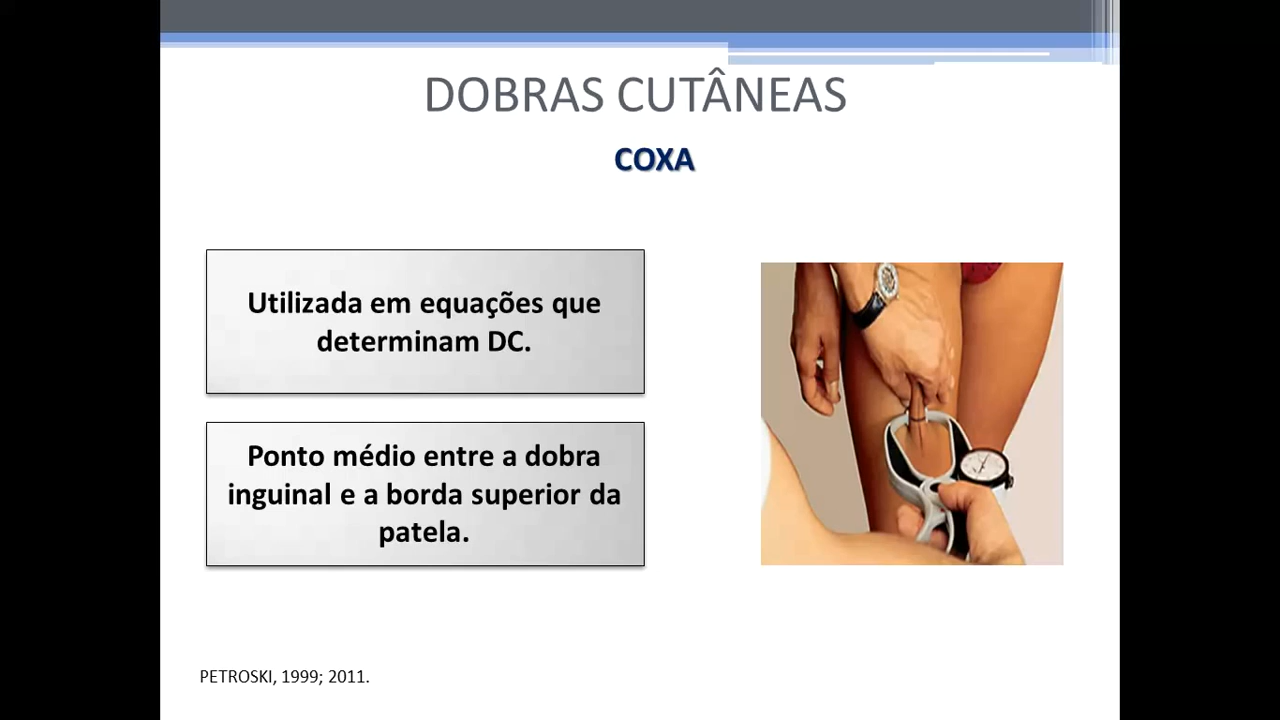 DOBRAS CUTÂNEAS
COXA
Utilizada em equações que
determinam DC.
Ponto médio entre a dobra
inguinal e a borda superior da
patela.
PETROSKI, 1999; 2011.